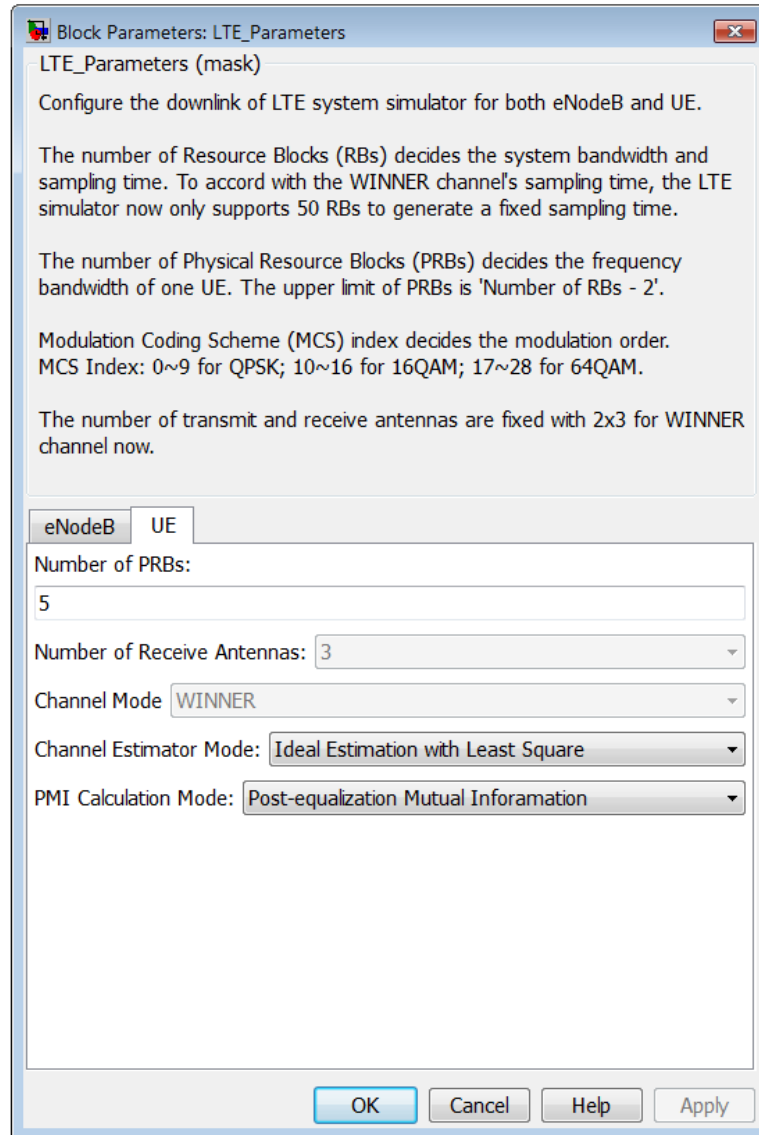 Block Parameters: LTE_Parameters
LTE_Parameters (mask)
Configure the downlink of LTE system simulator for both eNodeB and UE.
The number of Resource Blocks (RBs) decides the system bandwidth and
sampling time. To accord with the WINNER channel's sampling time, the LTE
simulator now only supports 50 RBs to generate a fixed sampling time.
The number of Physical Resource Blocks (PRBs) decides the frequency
bandwidth of one UE. The upper limit of PRBs is 'Number of RBs - 2'.
Modulation Coding Scheme (MCS) index decides the modulation order.
MCS Index: 0~9 for QPSK; 10~16 for 16QAM; 17~28 for 64QAM.
The number of transmit and receive antennas are fixed with 2x3 for WINNER
channel now.
eNodeB UE
Number of PRBs:
5
Number of Receive Antennas: 3
Channel Mode WINNER
Channel Estimator Mode: Ideal Estimation with Least Square
PMI Calculation Mode: Post-equalization Mutual Inforamation
OK Cancel Help Apply